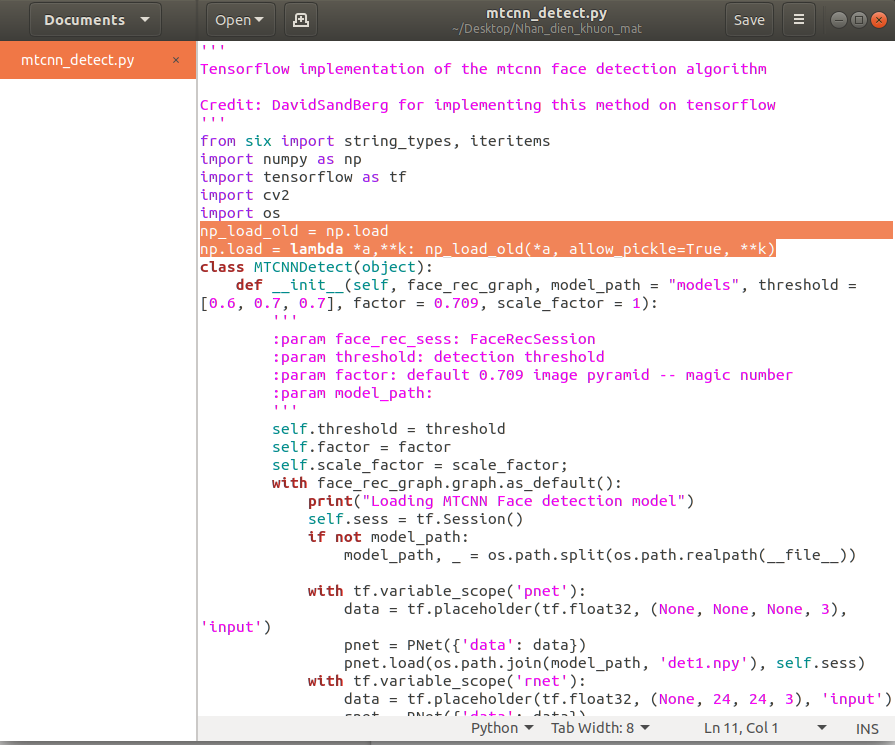 Documents
Open
mtcnn_detect.py
~/Desktop/Nhan_dien_khuon_mat
Save
mtcnn_detect.py ×
'''
Tensorflow implementation of the mtcnn face detection algorithm
Credit: DavidSandBerg for implementing this method on tensorflow
'''
from six import string_types, iteritems
import numpy as np
import tensorflow as tf
import cv2
import os
np_load_old = np.load
np.load = lambda *a,**k: np_load_old(*a, allow_pickle=True, **k)
class MTCNNDetect(object):
    def __init__(self, face_rec_graph, model_path = "models", threshold =
[0.6, 0.7, 0.7], factor = 0.709, scale_factor = 1):
        '''
        :param face_rec_sess: FaceRecSession
        :param threshold: detection threshold
        :param factor: default 0.709 image pyramid -- magic number
        :param model_path:
        '''
        self.threshold = threshold
        self.factor = factor
        self.scale_factor = scale_factor;
        with face_rec_graph.graph.as_default():
            print("Loading MTCNN Face detection model")
            self.sess = tf.Session()
            if not model_path:
                model_path, _ = os.path.split(os.path.realpath(__file__))
            with tf.variable_scope('pnet'):
                data = tf.placeholder(tf.float32, (None, None, None, 3),
'input')
                pnet = PNet({'data': data})
                pnet.load(os.path.join(model_path, 'det1.npy'), self.sess)
            with tf.variable_scope('rnet'):
                data = tf.placeholder(tf.float32, (None, 24, 24, 3), 'input')
                rnet = RNet({'data': data})
Python
Tab Width: 8
Ln 11, Col 1
INS